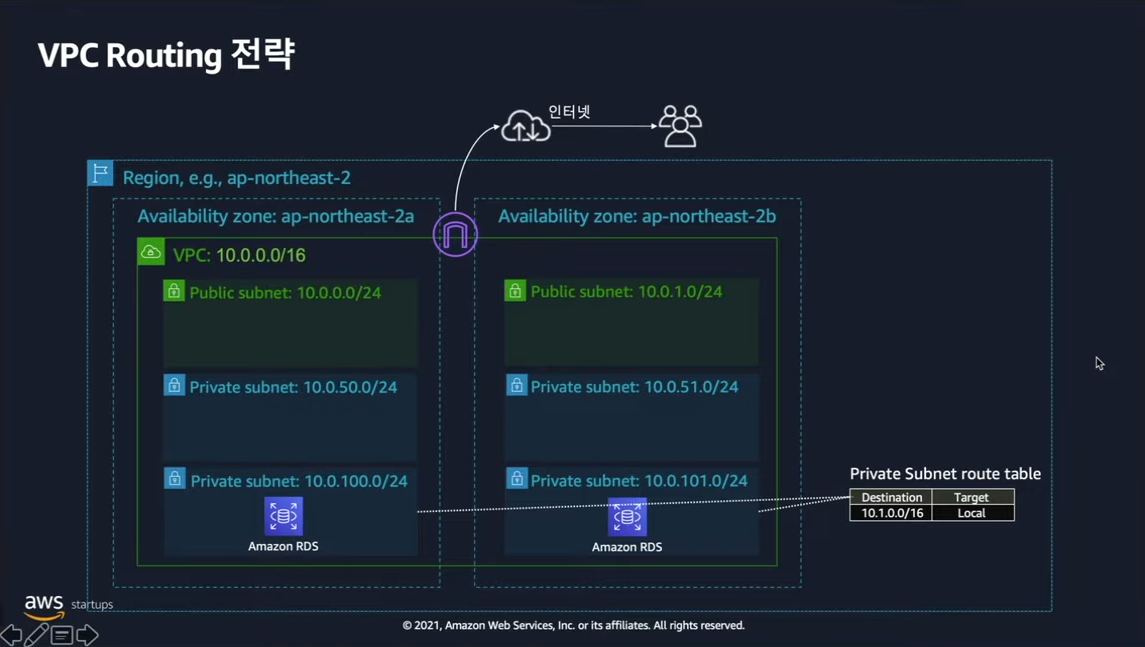 VPC Routing 전략
인터넷
Region, e.g., ap-northeast-2
Availability zone: ap-northeast-2a
Availability zone: ap-northeast-2b
VPC: 10.0.0.0/16
Public subnet: 10.0.0.0/24
Public subnet: 10.0.1.0/24
Private subnet: 10.0.50.0/24
Private subnet: 10.0.51.0/24
Private subnet: 10.0.100.0/24
Private subnet: 10.0.101.0/24
Amazon RDS
Amazon RDS
Private Subnet route table
Destination Target
10.1.0.0/16 Local
aws startups
© 2021, Amazon Web Services, Inc. or its affiliates. All rights reserved.